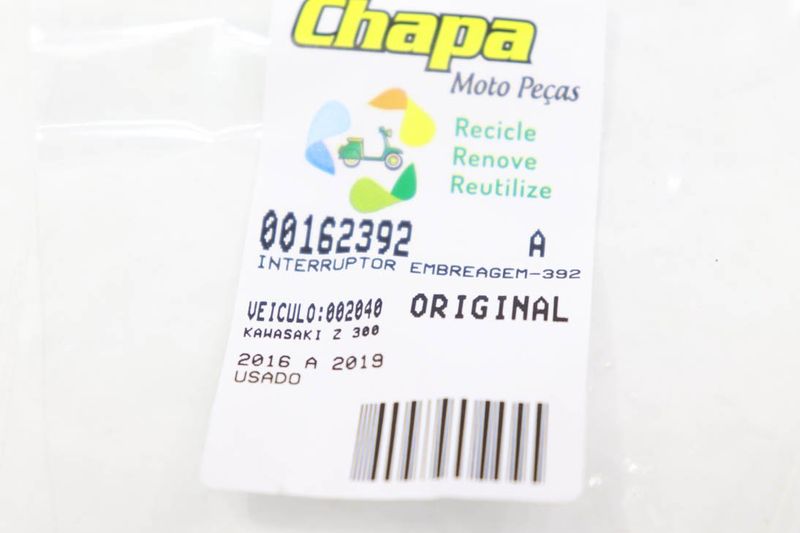 Chapa
Moto Peças
Recicle
Renove
Reutilize
00162392 A
INTERRUPTOR EMBREAGEM-392
VEICULO:002040 ORIGINAL
KAWASAKI Z 300
2016 A 2019
USADO